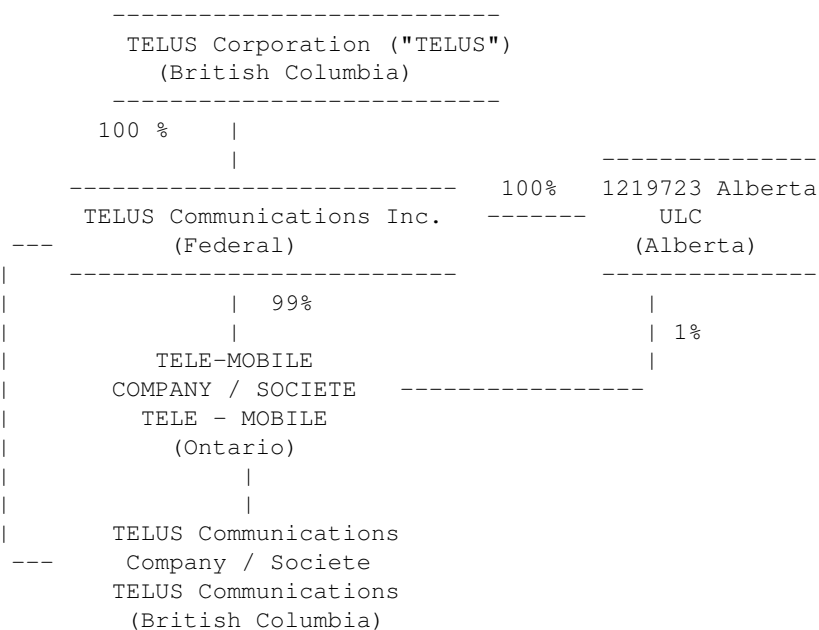 TELUS Corporation ("TELUS")
(British Columbia)
100 %
100% 1219723 Alberta
TELUS Communications Inc. ULC
(Federal) (Alberta)
99%
1%
TELE-MOBILE
COMPANY / SOCIETE
TELE - MOBILE
(Ontario)
TELUS Communications
Company / Societe
TELUS Communications
(British Columbia)